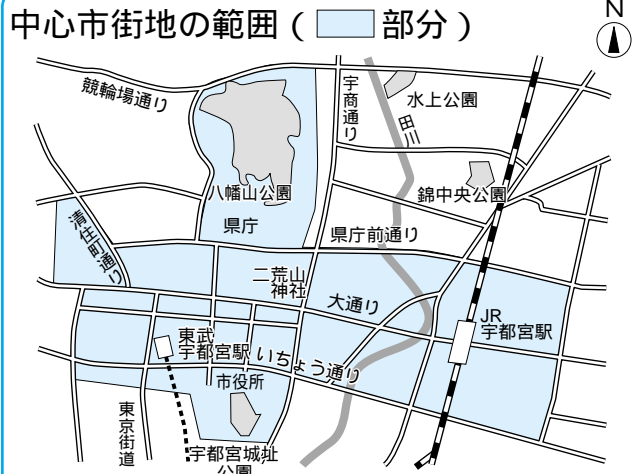 中心市街地の範囲(部分)
N
競輪場通り
宇商通り
水上公園
田川
八幡山公園
錦中央公園
県庁
清住町通り
県庁前通り
二荒山
神社
大通り
JR
宇都宮駅
東武
宇都宮駅
いちょう通り
市役所
東京街道
宇都宮城址
公園